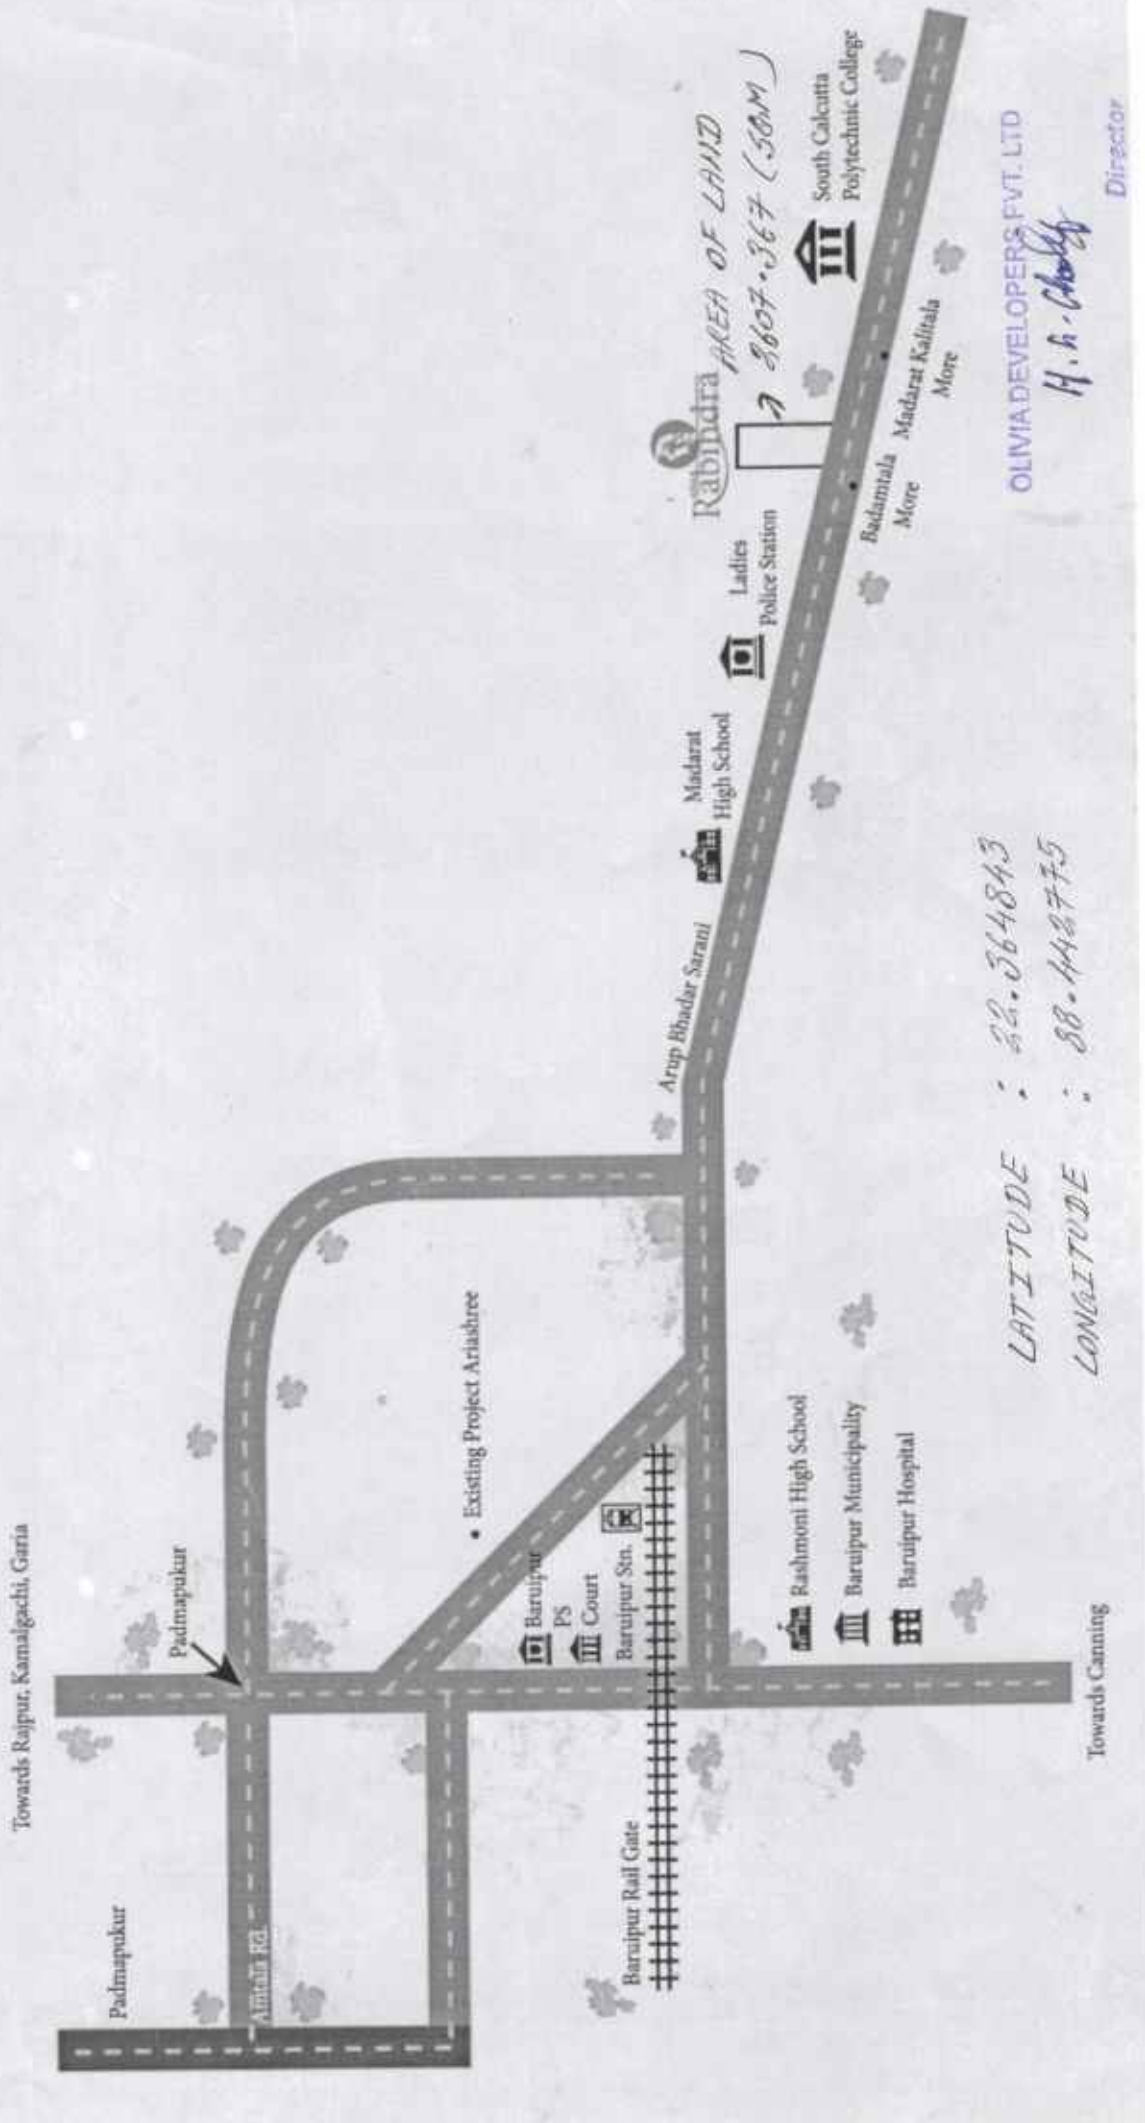 Towards Rajpur, Kamalgachi, Garia
Padmapukur
Padmapukur
Amtala Rd.
• Existing Project Ariashree
Baruipur
PS
Court
Baruipur Stn.
Baruipur Rail Gate
Rashmoni High School
Baruipur Municipality
Baruipur Hospital
Towards Canning
Arup Bhadar Sarani
Madarat
High School
Ladies
Police Station
Rabindra
AREA OF LAND
2607.367 (SQM)
South Calcutta
Polytechnic College
Badamtala
More
Madarat Kalitala
More
LATITUDE : 22.364843
LONGITUDE : 88.442775
OLIVIA DEVELOPERS PVT. LTD
Director